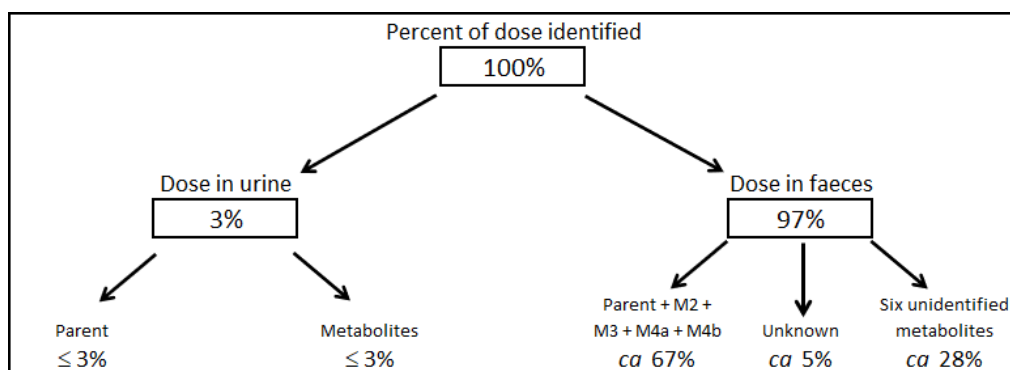 Percent of dose identified
100%
Dose in urine
3%
Dose in faeces
97%
Parent
≤ 3%
Metabolites
≤ 3%
Parent + M2 +
M3 + M4a + M4b
ca 67%
Unknown
ca 5%
Six unidentified
metabolites
ca 28%